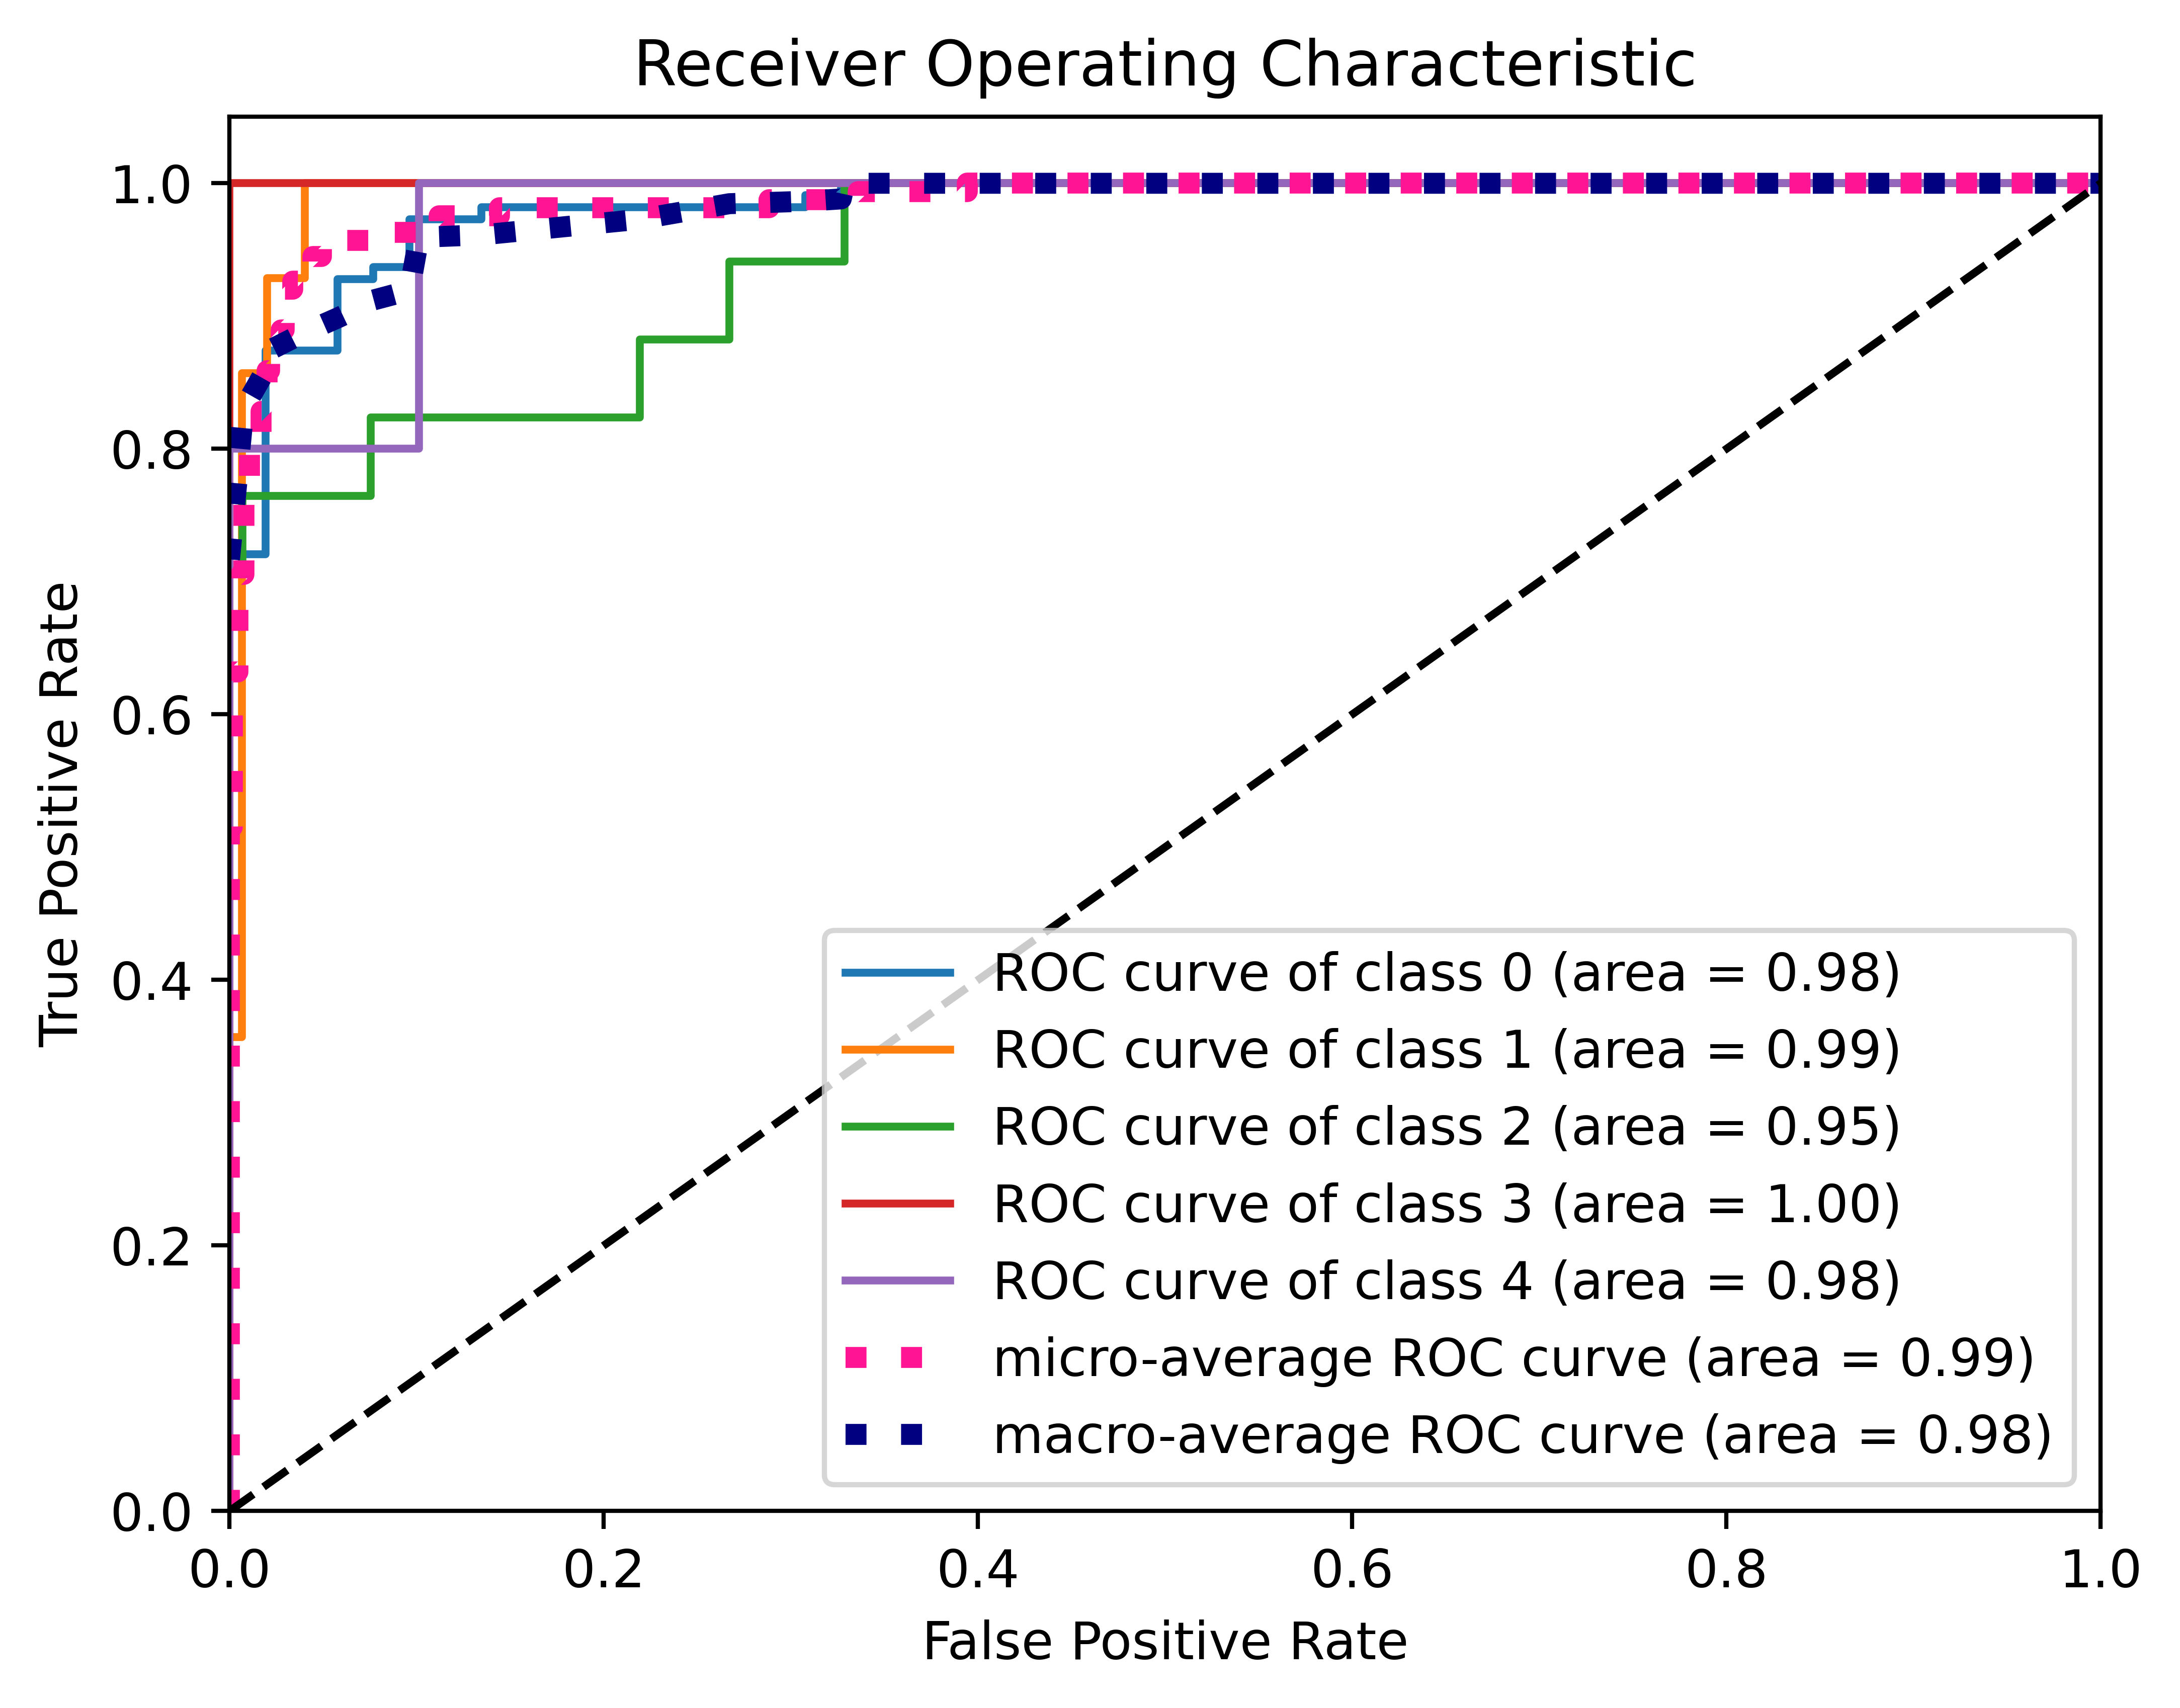 Receiver Operating Characteristic
1.0
0.8
0.6
0.4
0.2
0.0
True Positive Rate
ROC curve of class 0 (area = 0.98)
ROC curve of class 1 (area = 0.99)
ROC curve of class 2 (area = 0.95)
ROC curve of class 3 (area = 1.00)
ROC curve of class 4 (area = 0.98)
micro-average ROC curve (area = 0.99)
macro-average ROC curve (area = 0.98)
0.0 0.2 0.4 0.6 0.8 1.0
False Positive Rate